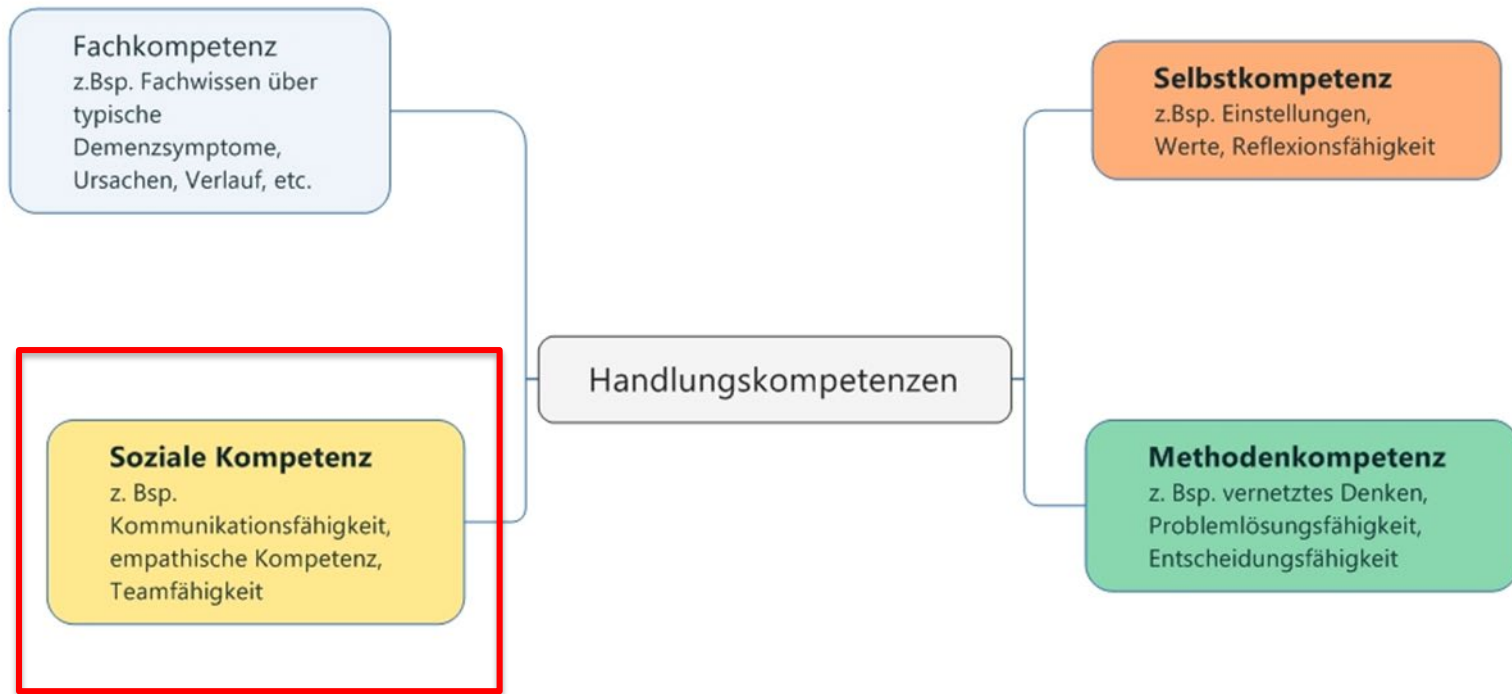 Fachkompetenz
z.Bsp. Fachwissen über
typische
Demenzsymptome,
Ursachen, Verlauf, etc.
Soziale Kompetenz
z. Bsp.
Kommunikationsfähigkeit,
empathische Kompetenz,
Teamfähigkeit
Handlungskompetenzen
Selbstkompetenz
z.Bsp. Einstellungen,
Werte, Reflexionsfähigkeit
Methodenkompetenz
z. Bsp. vernetztes Denken,
Problemlösungsfähigkeit,
Entscheidungsfähigkeit